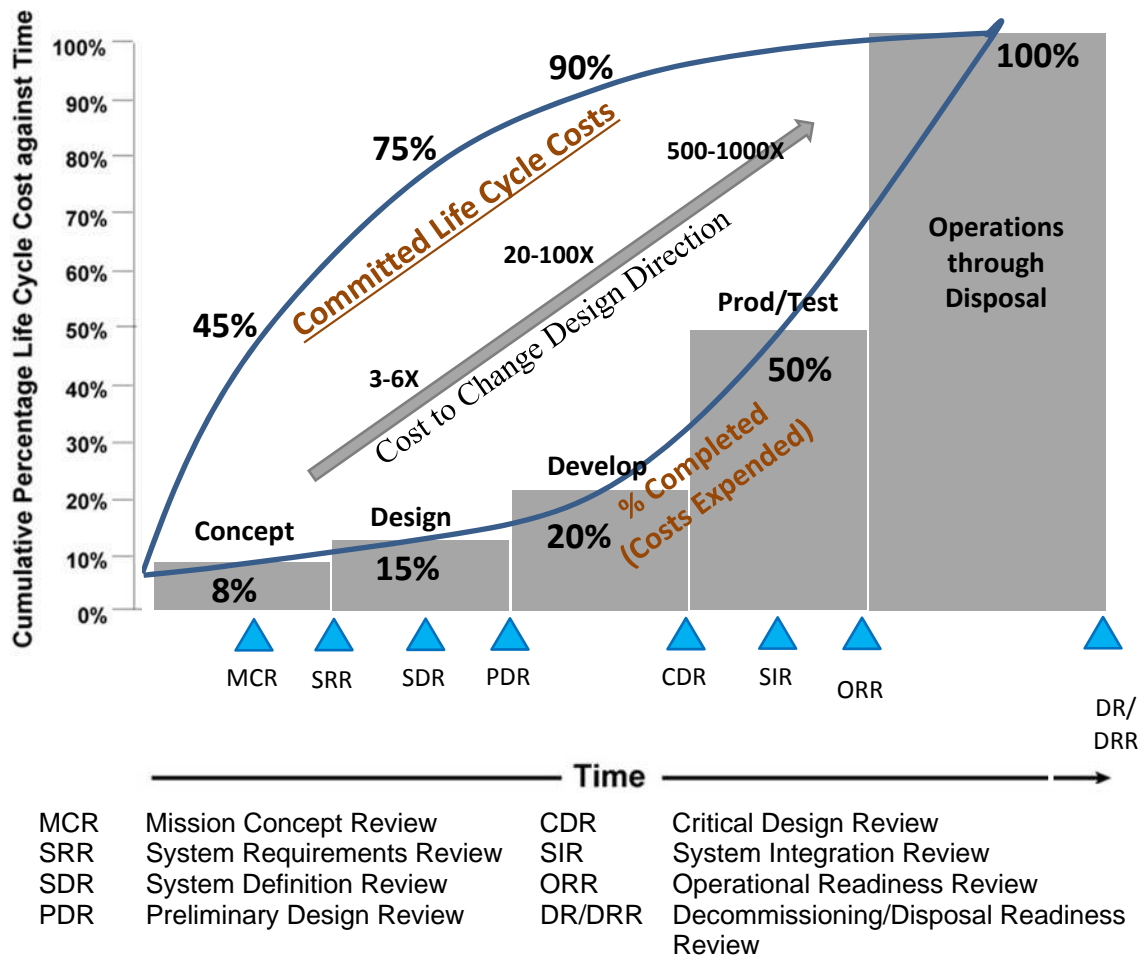 Cumulative Percentage Life Cycle Cost against Time
100%
90%
80%
70%
60%
50%
40%
30%
20%
10%
0%
45%
75%
90%
100%
Committed Life Cycle Costs
500-1000X
20-100X
3-6X
Cost to Change Design Direction
Operations
through
Disposal
Prod/Test
50%
Develop
20%
% Completed
(Costs Expended)
Design
15%
Concept
8%
MCR
SRR
SDR
PDR
CDR
SIR
ORR
DR/
DRR
Time
MCR Mission Concept Review CDR Critical Design Review
SRR System Requirements Review SIR System Integration Review
SDR System Definition Review ORR Operational Readiness Review
PDR Preliminary Design Review DR/DRR Decommissioning/Disposal Readiness
Review